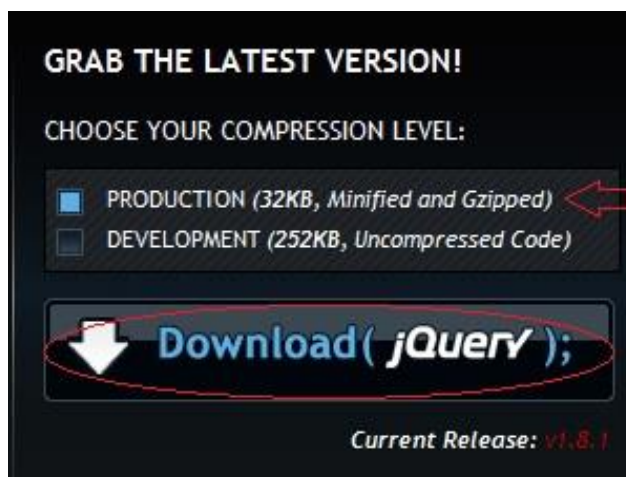 GRAB THE LATEST VERSION!
CHOOSE YOUR COMPRESSION LEVEL:
PRODUCTION (32KB, Minified and Gzipped)
DEVELOPMENT (252KB, Uncompressed Code)
Download( jQuery );
Current Release: v1.8.1